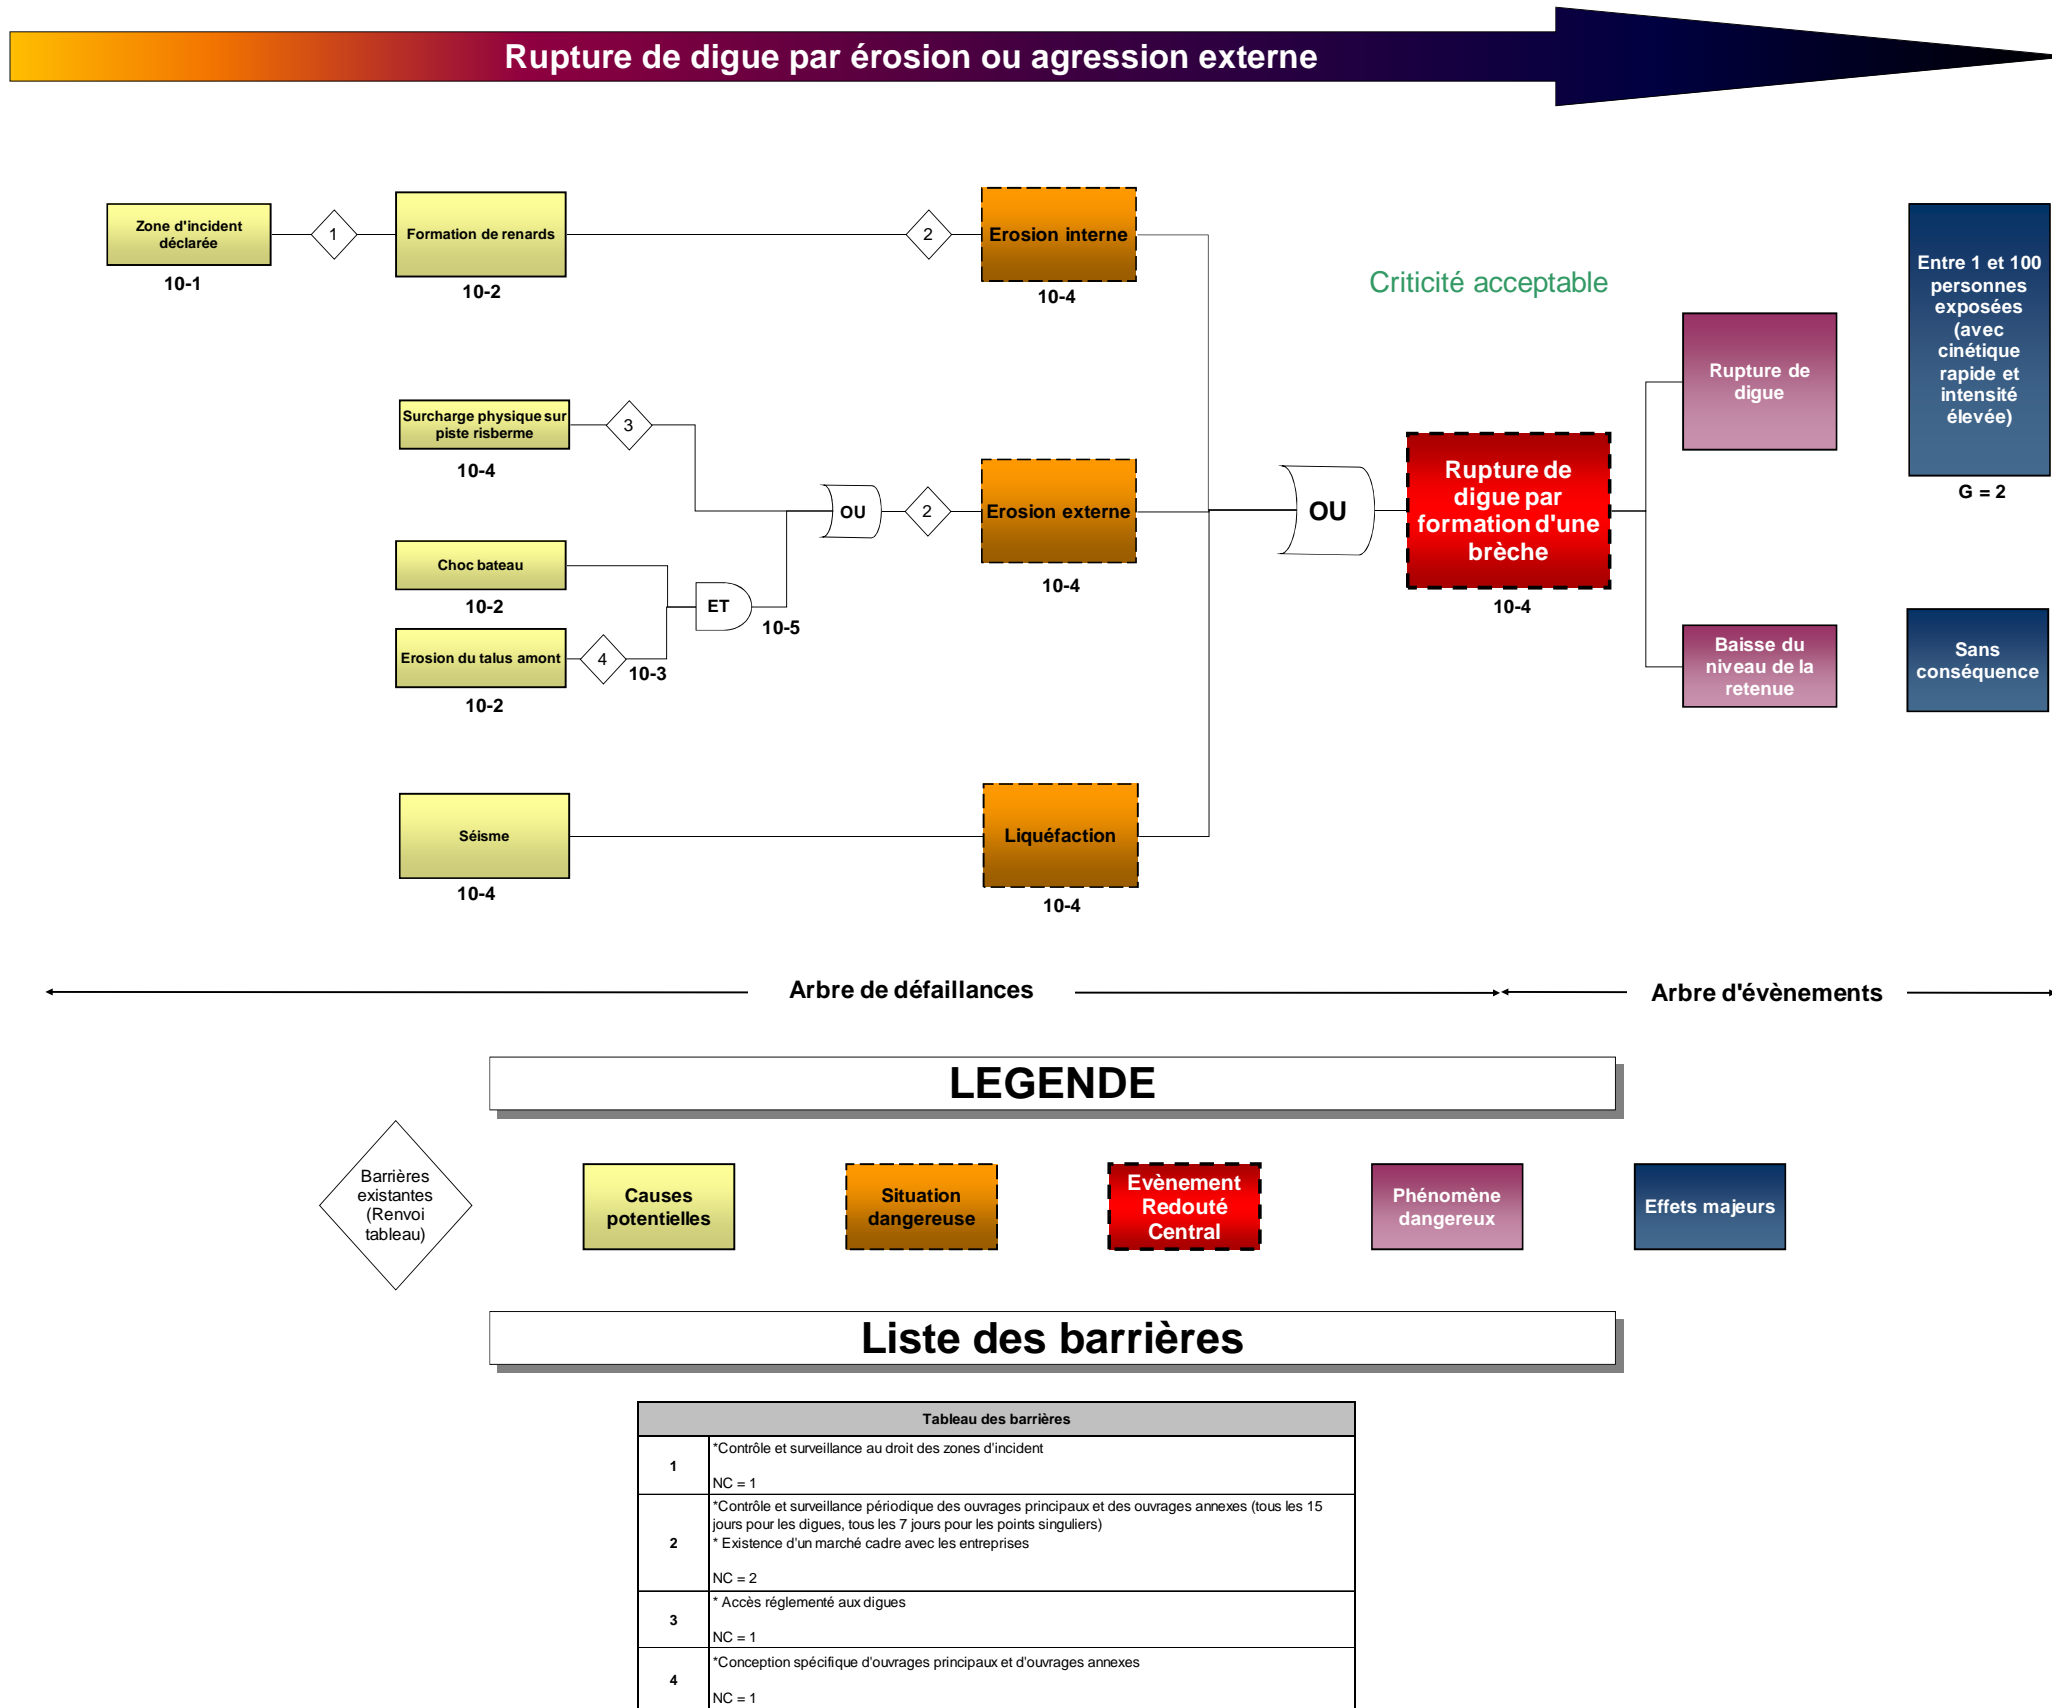 Rupture de digue par érosion ou agression externe
Zone d'incident
déclarée
10-1
1
Formation de renards
10-2
2
Erosion interne
10-4
Criticité acceptable
Surcharge physique sur
piste risberme
10-4
3
Choc bateau
10-2
Erosion du talus amont
10-2
4
10-3
ET
10-5
OU
2
Erosion externe
10-4
Séisme
10-4
Liquéfaction
10-4
OU
Rupture de
digue par
formation d'une
brèche
10-4
Rupture de
digue
Baisse du
niveau de la
retenue
Entre 1 et 100
personnes
exposées
(avec
cinétique
rapide et
intensité
élevée)
G = 2
Sans
conséquence
Arbre de défaillances
Arbre d'évènements
LEGENDE
Barrières
existantes
(Renvoi
tableau)
Causes
potentielles
Situation
dangereuse
Evènement
Redouté
Central
Phénomène
dangereux
Effets majeurs
Liste des barrières
Tableau des barrières
1
*Contrôle et surveillance au droit des zones d'incident
NC = 1
2
*Contrôle et surveillance périodique des ouvrages principaux et des ouvrages annexes (tous les 15
jours pour les digues, tous les 7 jours pour les points singuliers)
* Existence d'un marché cadre avec les entreprises
NC = 2
3
* Accès réglementé aux digues
NC = 1
4
*Conception spécifique d'ouvrages principaux et d'ouvrages annexes
NC = 1